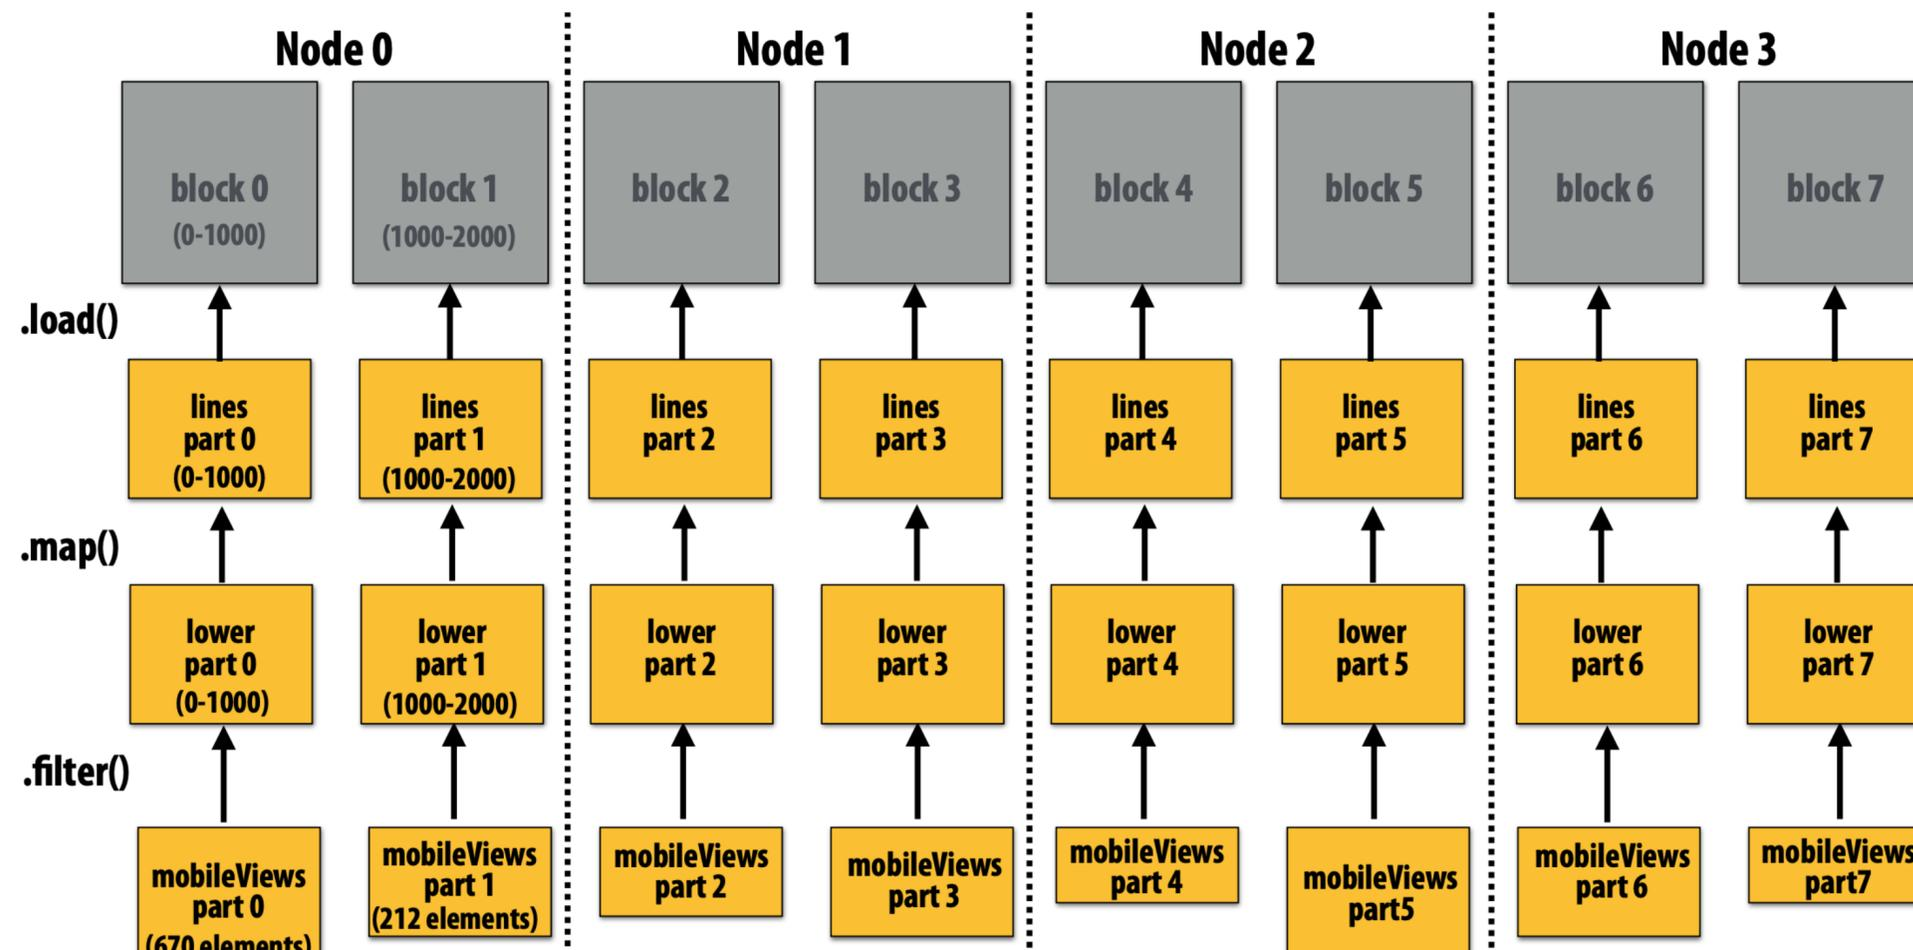 Node 0 Node 1 Node 2 Node 3
block 0 block 1 block 2 block 3 block 4 block 5 block 6 block 7
(0-1000) (1000-2000)
.load()
lines lines lines lines lines lines lines lines
part 0 part 1 part 2 part 3 part 4 part 5 part 6 part 7
(0-1000) (1000-2000)
.map()
lower lower lower lower lower lower lower lower
part 0 part 1 part 2 part 3 part 4 part 5 part 6 part 7
(0-1000) (1000-2000)
.filter()
mobileViews mobileViews mobileViews mobileViews mobileViews mobileViews mobileViews mobileViews
part 0 part 1 part 2 part 3 part 4 part5 part 6 part7
(670 elements) (212 elements)